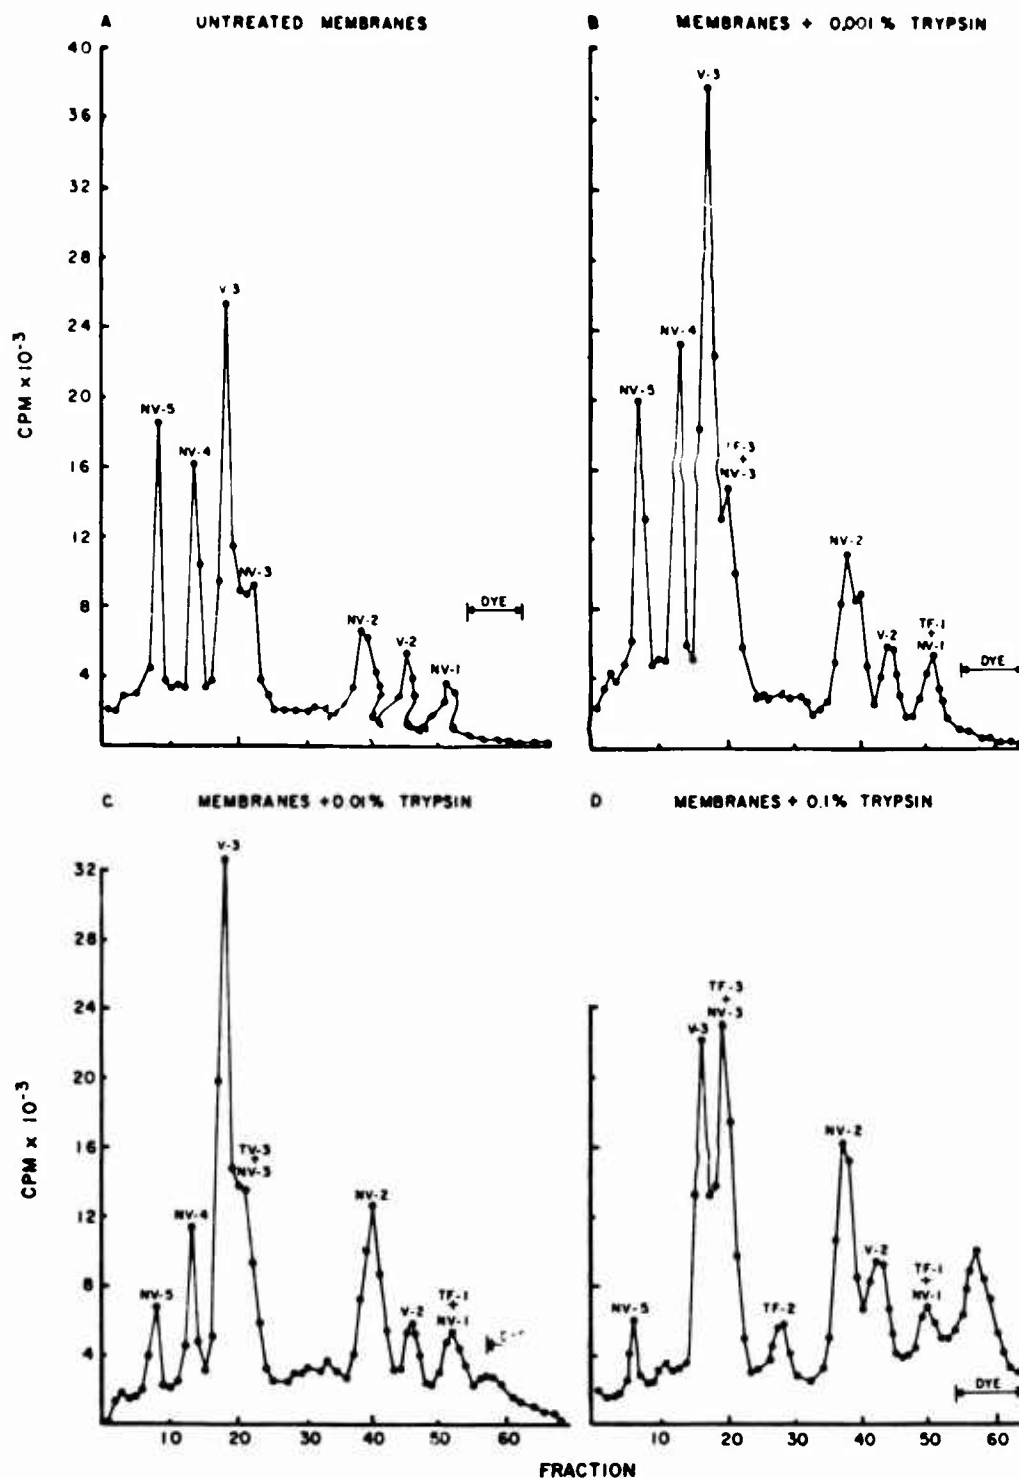 A UNTREATED MEMBRANES
40
36
32
28
24
20
16
12
8
4
CPM x 10-3
V-3
NV-5
NV-4
NV-3
NV-2
V-2
NV-1
DYE
B MEMBRANES + 0.001% TRYPSIN
V-3
NV-4
NV-5
TF-3
+
NV-3
NV-2
V-2
TF-1
+
NV-1
DYE
C MEMBRANES +0.01% TRYPSIN
32
28
24
20
16
12
8
4
CPM x 10-3
V-3
TV-3
+
NV-3
NV-4
NV-5
NV-2
V-2
TF-1
+
NV-1
10 20 30 40 50 60
D MEMBRANES + 0.1% TRYPSIN
V-3
TF-3
+
NV-3
NV-2
V-2
NV-5
TF-2
TF-1
+
NV-1
DYE
10 20 30 40 50 60
FRACTION